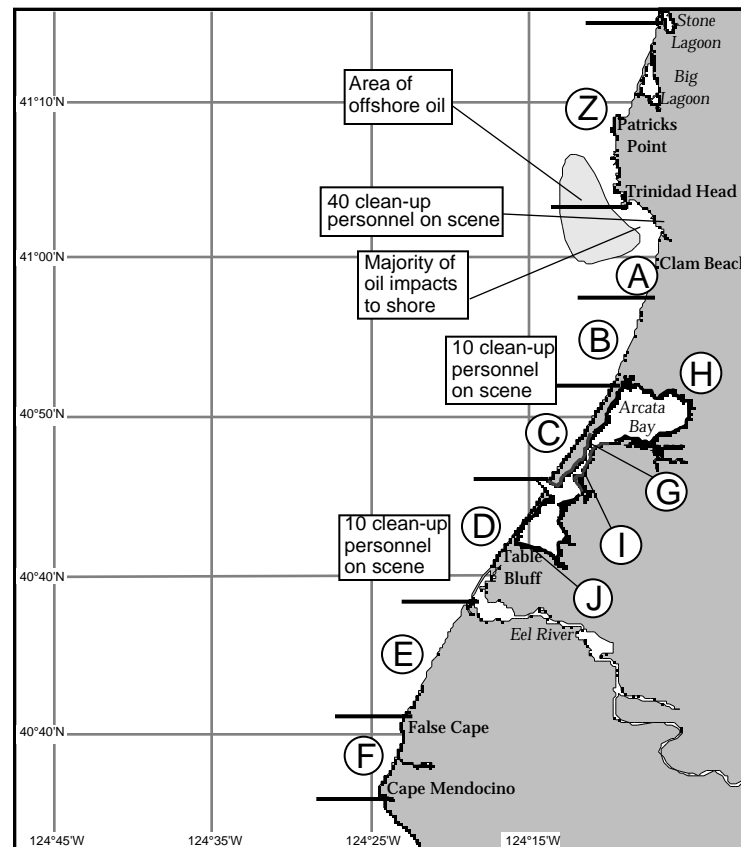 Stone
Lagoon
Big
Lagoon
Area of
offshore oil
41°10'N
Z
Patricks
Point
Trinidad Head
40 clean-up
personnel on scene
41°00'N
Majority of
oil impacts
to shore
Clam Beach
A
B
10 clean-up
personnel
on scene
H
Arcata
Bay
40°50'N
C
G
D
I
10 clean-up
personnel
on scene
Table
Bluff
40°40'N
J
Eel River
E
False Cape
40°40'N
F
Cape Mendocino
124°45'W
124°35'W
124°25'W
124°15'W